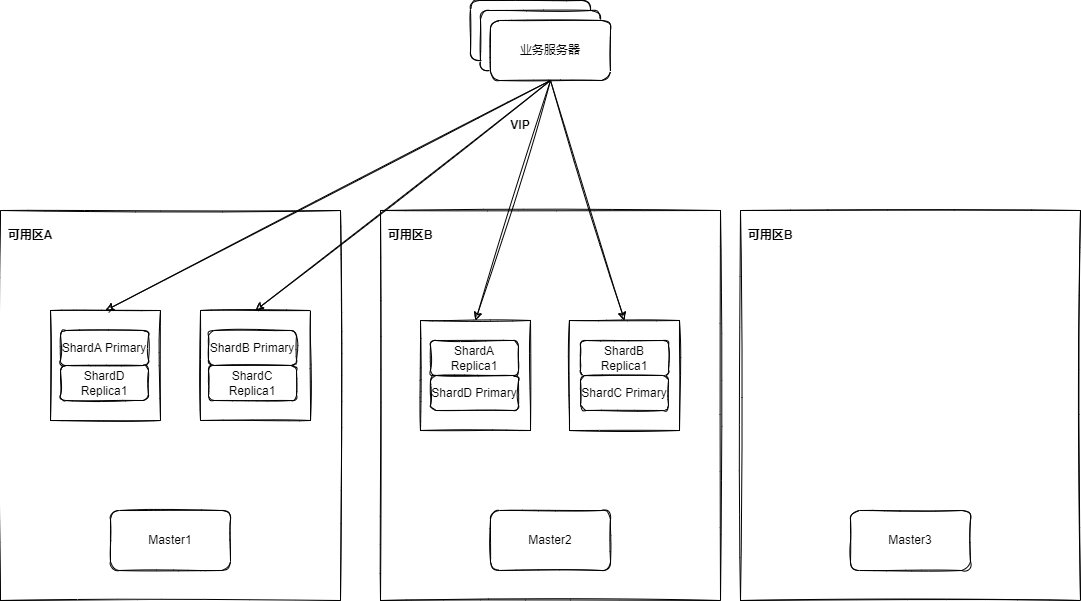 业务服务器
VIP
可用区A
可用区B
可用区B
ShardA Primary
ShardD
Replica1
ShardB Primary
ShardC
Replica1
ShardA
Replica1
ShardD Primary
ShardB
Replica1
ShardC Primary
Master1
Master2
Master3